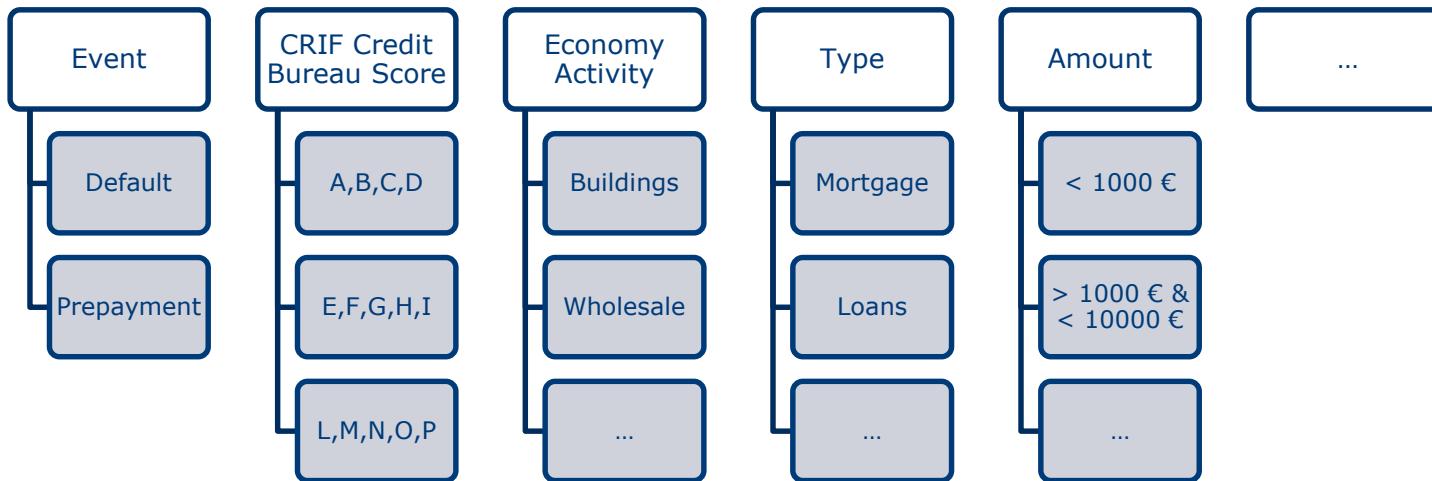 Event
Default
Prepayment
CRIF Credit
Bureau Score
A,B,C,D
E,F,G,H,I
L,M,N,O,P
Economy
Activity
Buildings
Wholesale
…
Type
Mortgage
Loans
…
Amount
< 1000 €
> 1000 € &
< 10000 €
…
…